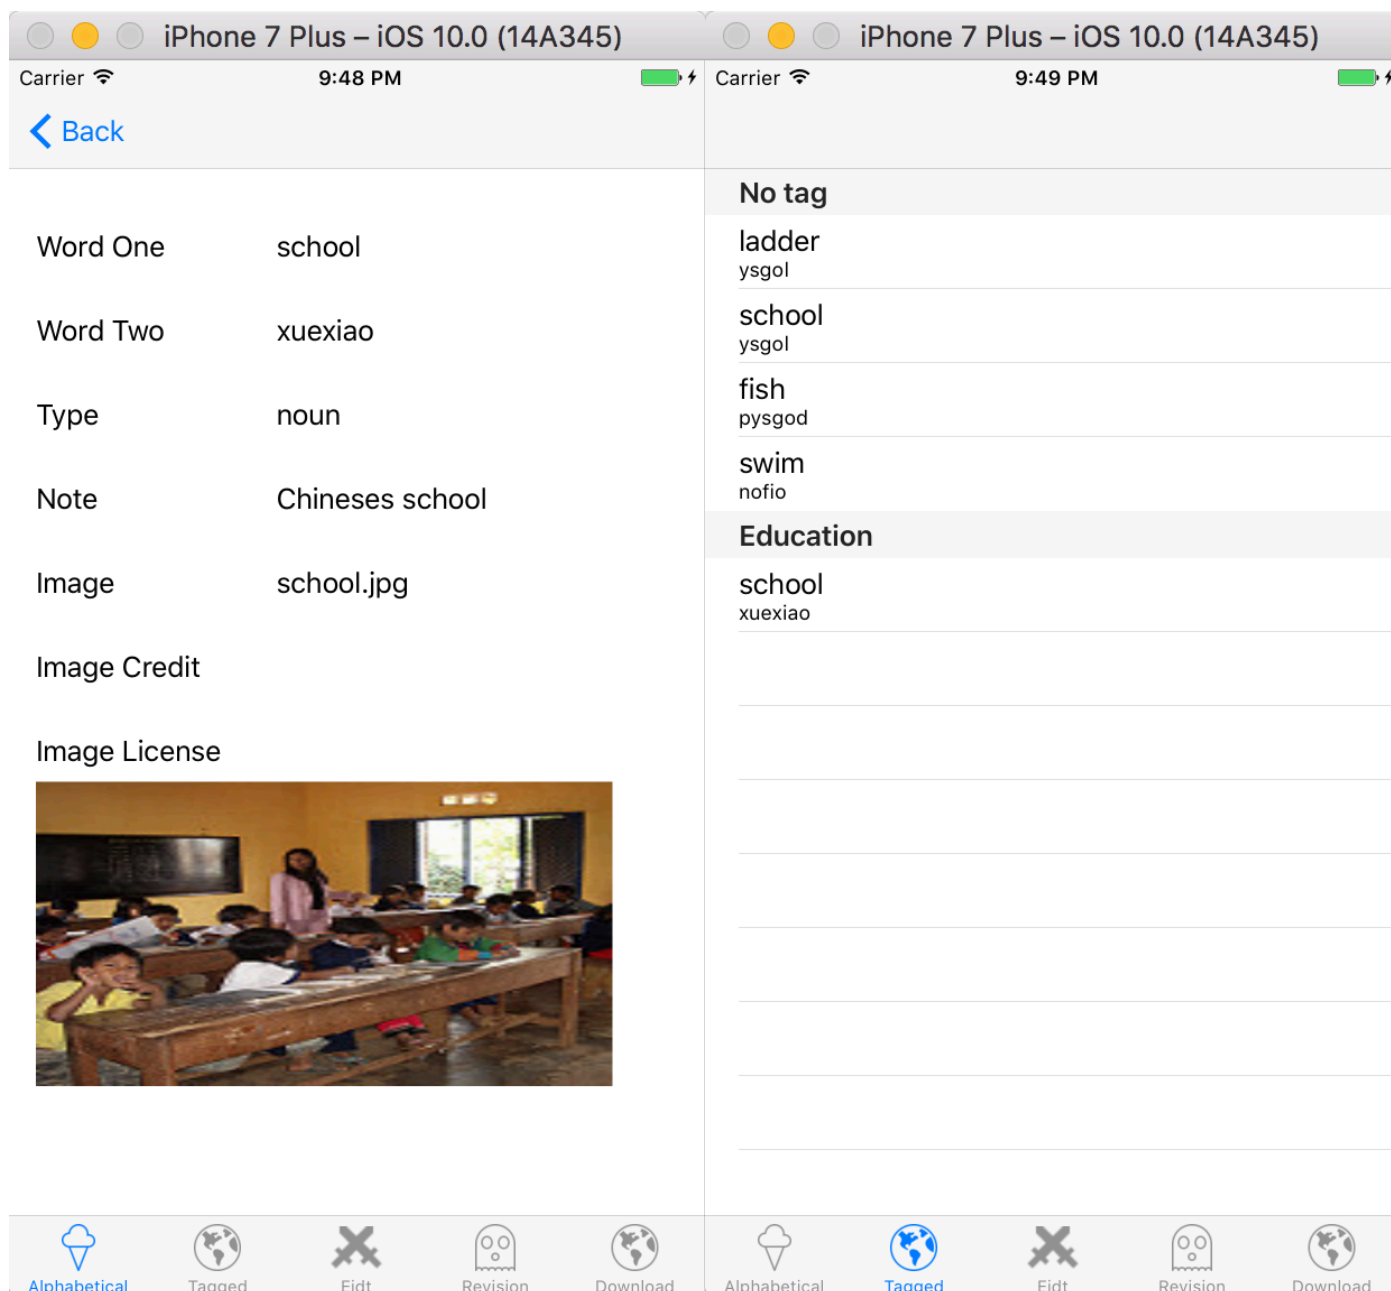 iPhone 7 Plus – iOS 10.0 (14A345)
Carrier 9:48 PM
Back
Word One school
Word Two xuexiao
Type noun
Note Chineses school
Image school.jpg
Image Credit
Image License
Alphabetical Tagged Eidt Revision Download
iPhone 7 Plus – iOS 10.0 (14A345)
Carrier 9:49 PM
No tag
ladder
ysgol
school
ysgol
fish
pysgod
swim
nofio
Education
school
xuexiao
Alphabetical Tagged Eidt Revision Download